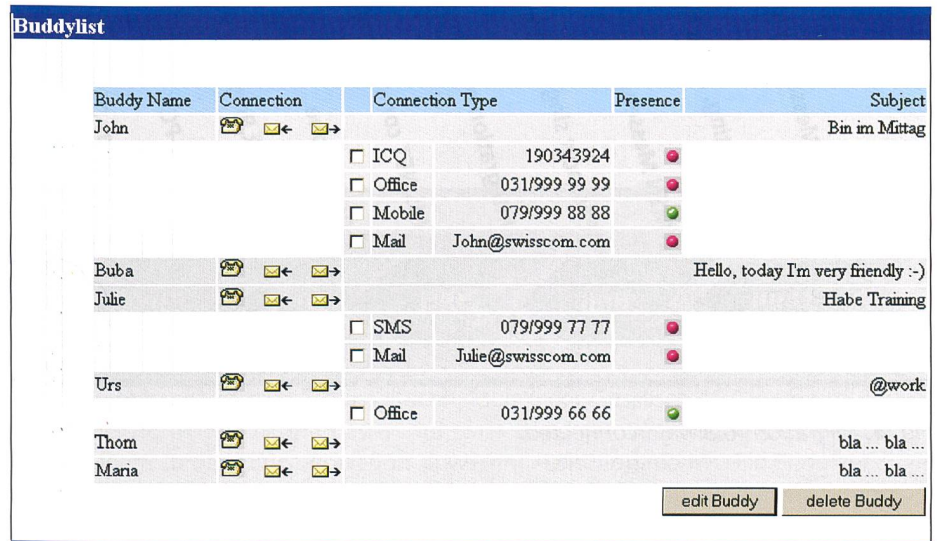 Buddylist
Buddy Name Connection Connection Type Presence Subject
John Bin im Mittag
ICQ 190343924
Office 031/999 99 99
Mobile 079/999 88 88
Mail John@swisscom.com
Buba Hello, today I'm very friendly :-)
Julie Habe Training
SMS 079/999 77 77
Mail Julie@swisscom.com
Urs @work
Office 031/999 66 66
Thom bla ... bla ...
Maria bla ... bla ...
edit Buddy delete Buddy